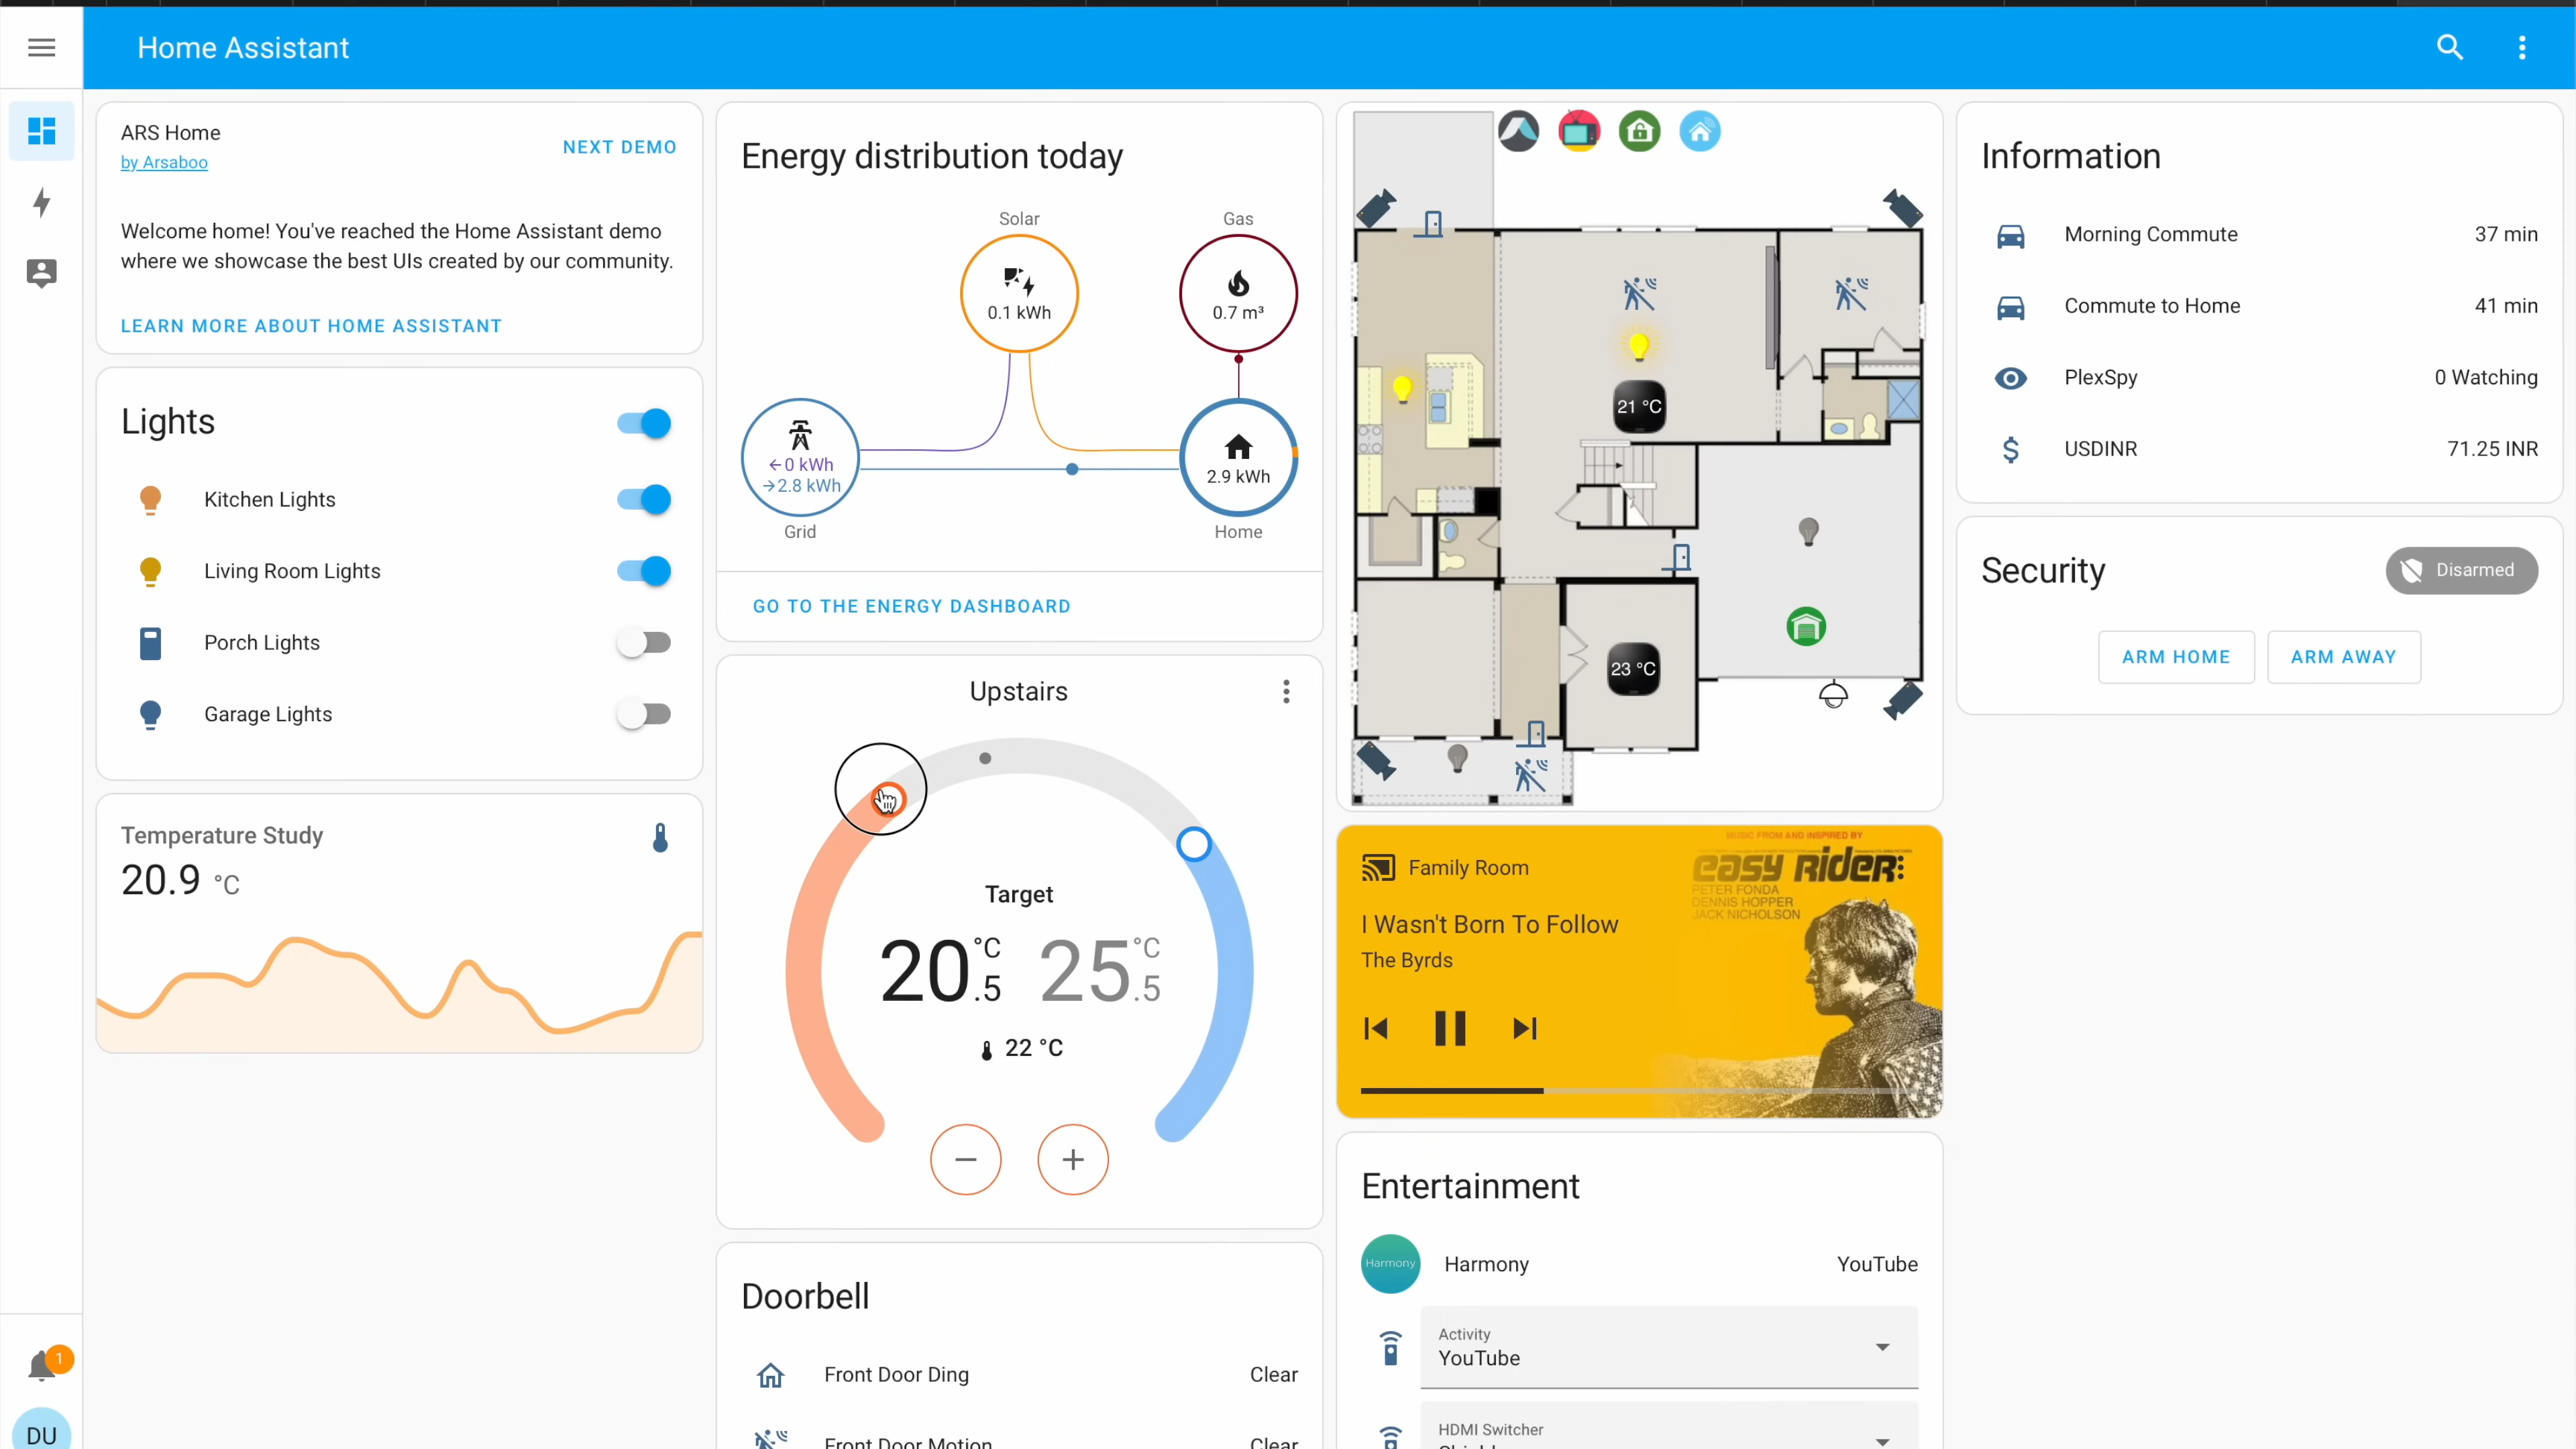 Home Assistant
ARS Home
by Arsaboo
NEXT DEMO
Welcome home! You've reached the Home Assistant demo
where we showcase the best UIs created by our community.
LEARN MORE ABOUT HOME ASSISTANT
Lights
Kitchen Lights
Living Room Lights
Porch Lights
Garage Lights
Temperature Study
20.9 °C
Energy distribution today
Solar
0.1 kWh
Gas
0.7 m³
←0 kWh
→2.8 kWh
Grid
2.9 kWh
Home
GO TO THE ENERGY DASHBOARD
Upstairs
Target
20.5 °C 25.5 °C
22 °C
− +
Doorbell
Front Door Ding Clear
Front Door Motion Clear
21 °C
23 °C
Family Room
I Wasn't Born To Follow
The Byrds
MUSIC FROM AND INSPIRED BY
easy Rider:
PETER FONDA
DENNIS HOPPER
JACK NICHOLSON
Entertainment
Harmony
Harmony YouTube
Activity
YouTube
HDMI Switcher
Information
Morning Commute 37 min
Commute to Home 41 min
PlexSpy 0 Watching
USDINR 71.25 INR
Security
Disarmed
ARM HOME
ARM AWAY
1
DU